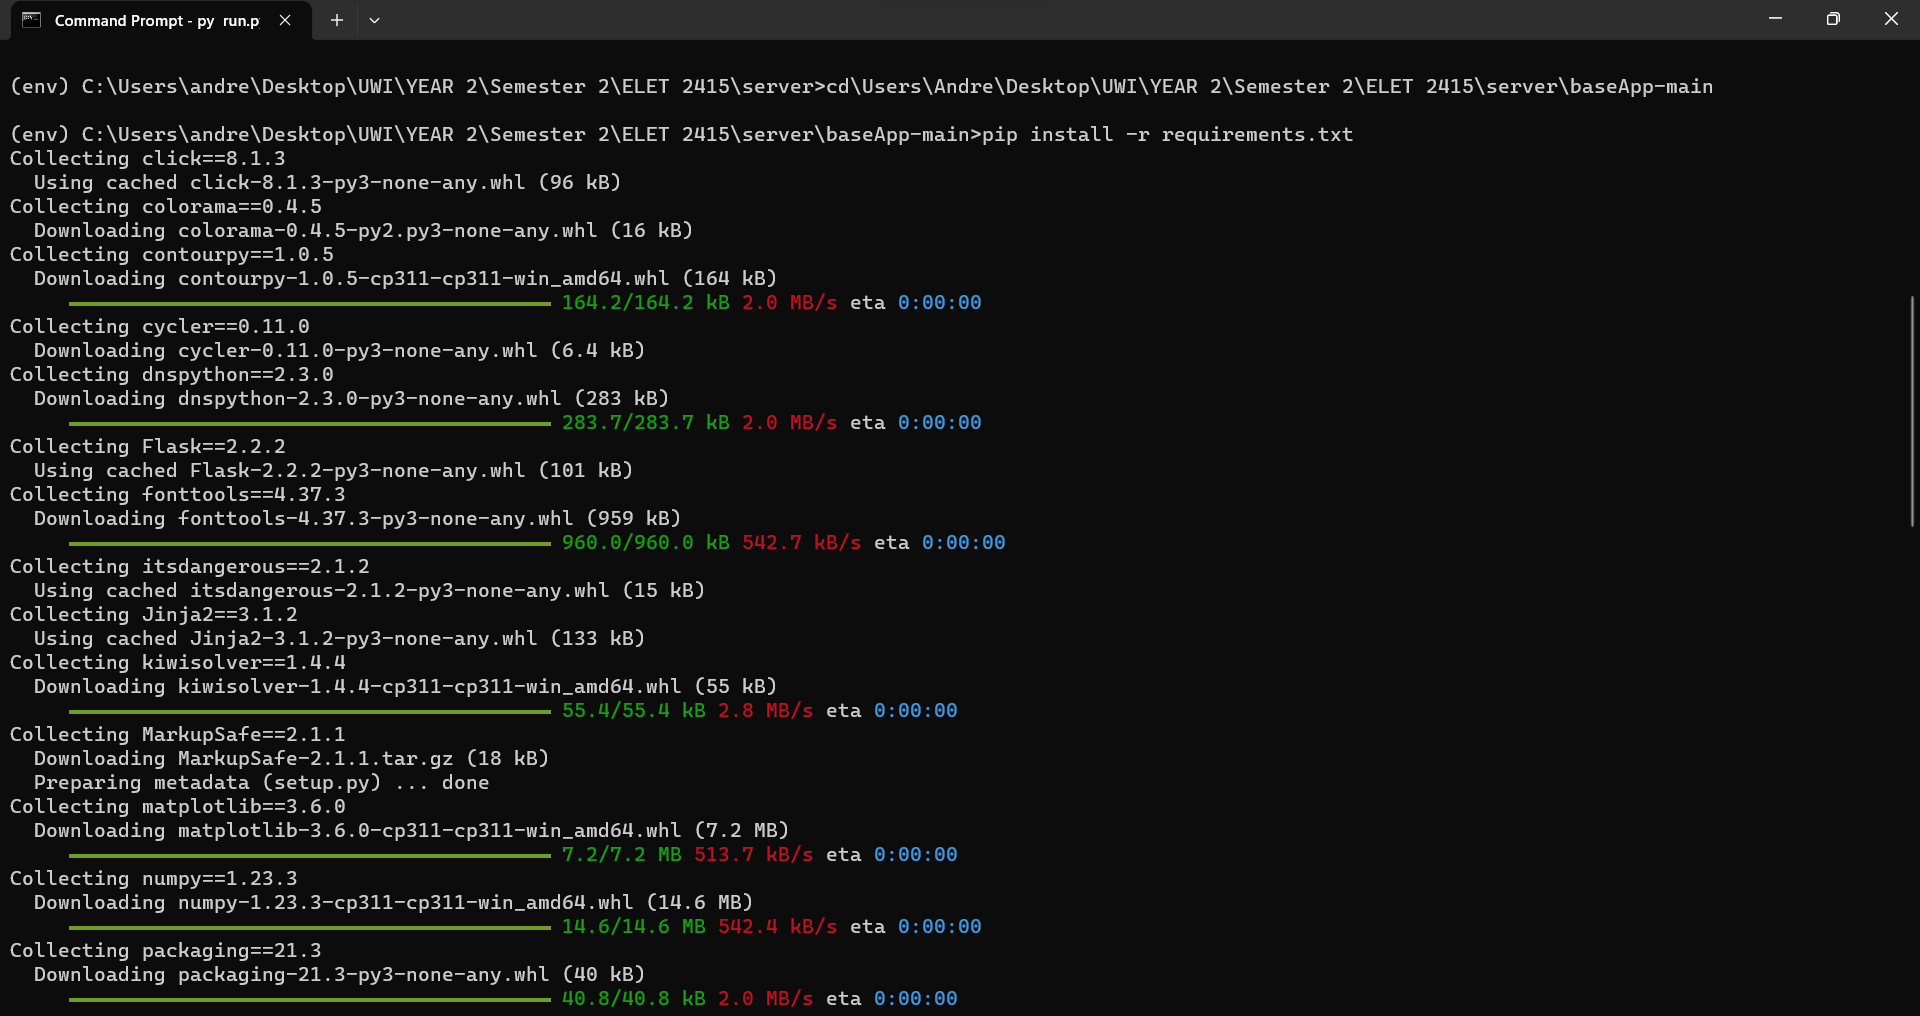 Command Prompt - py  run.p
(env) C:\Users\andre\Desktop\UWI\YEAR 2\Semester 2\ELET 2415\server>cd\Users\Andre\Desktop\UWI\YEAR 2\Semester 2\ELET 2415\server\baseApp-main
(env) C:\Users\andre\Desktop\UWI\YEAR 2\Semester 2\ELET 2415\server\baseApp-main>pip install -r requirements.txt
Collecting click==8.1.3
  Using cached click-8.1.3-py3-none-any.whl (96 kB)
Collecting colorama==0.4.5
  Downloading colorama-0.4.5-py2.py3-none-any.whl (16 kB)
Collecting contourpy==1.0.5
  Downloading contourpy-1.0.5-cp311-cp311-win_amd64.whl (164 kB)
164.2/164.2 kB 2.0 MB/s eta 0:00:00
Collecting cycler==0.11.0
  Downloading cycler-0.11.0-py3-none-any.whl (6.4 kB)
Collecting dnspython==2.3.0
  Downloading dnspython-2.3.0-py3-none-any.whl (283 kB)
283.7/283.7 kB 2.0 MB/s eta 0:00:00
Collecting Flask==2.2.2
  Using cached Flask-2.2.2-py3-none-any.whl (101 kB)
Collecting fonttools==4.37.3
  Downloading fonttools-4.37.3-py3-none-any.whl (959 kB)
960.0/960.0 kB 542.7 kB/s eta 0:00:00
Collecting itsdangerous==2.1.2
  Using cached itsdangerous-2.1.2-py3-none-any.whl (15 kB)
Collecting Jinja2==3.1.2
  Using cached Jinja2-3.1.2-py3-none-any.whl (133 kB)
Collecting kiwisolver==1.4.4
  Downloading kiwisolver-1.4.4-cp311-cp311-win_amd64.whl (55 kB)
55.4/55.4 kB 2.8 MB/s eta 0:00:00
Collecting MarkupSafe==2.1.1
  Downloading MarkupSafe-2.1.1.tar.gz (18 kB)
  Preparing metadata (setup.py) ... done
Collecting matplotlib==3.6.0
  Downloading matplotlib-3.6.0-cp311-cp311-win_amd64.whl (7.2 MB)
7.2/7.2 MB 513.7 kB/s eta 0:00:00
Collecting numpy==1.23.3
  Downloading numpy-1.23.3-cp311-cp311-win_amd64.whl (14.6 MB)
14.6/14.6 MB 542.4 kB/s eta 0:00:00
Collecting packaging==21.3
  Downloading packaging-21.3-py3-none-any.whl (40 kB)
40.8/40.8 kB 2.0 MB/s eta 0:00:00